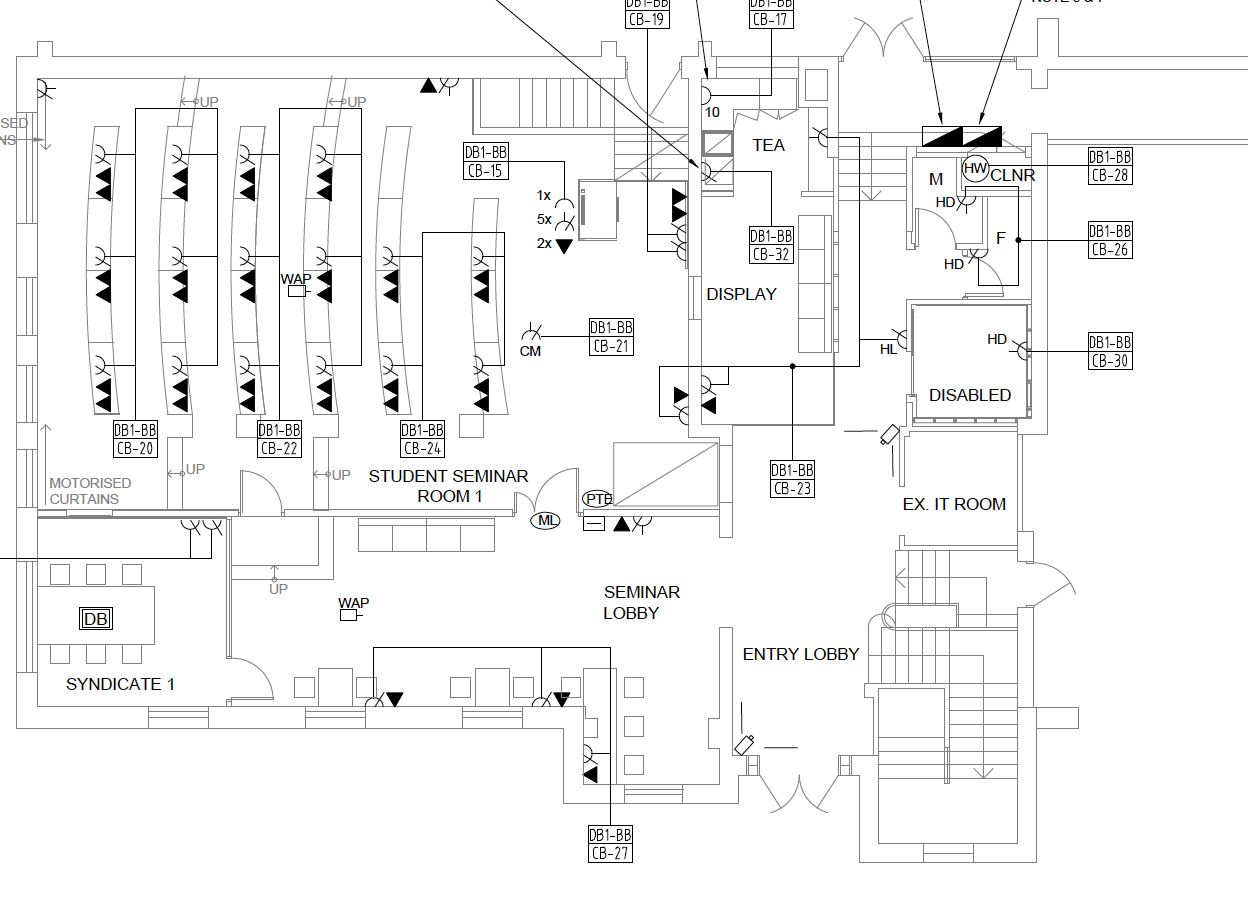 DB1-BB
CB-19
DB1-BB
CB-17
UP
UP
10
TEA
DB1-BB
CB-15
1x
5x
2x
M
HW
CLNR
HD
F
HD
DB1-BB
CB-28
DB1-BB
CB-26
DB1-BB
CB-32
WAP
DISPLAY
DB1-BB
CB-21
CM
HL
HD
DB1-BB
CB-30
DISABLED
DB1-BB
CB-20
DB1-BB
CB-22
DB1-BB
CB-24
UP
UP
STUDENT SEMINAR
ROOM 1
MOTORISED
CURTAINS
DB1-BB
CB-23
PTE
ML
EX. IT ROOM
UP
WAP
DB
SEMINAR
LOBBY
ENTRY LOBBY
SYNDICATE 1
DB1-BB
CB-27